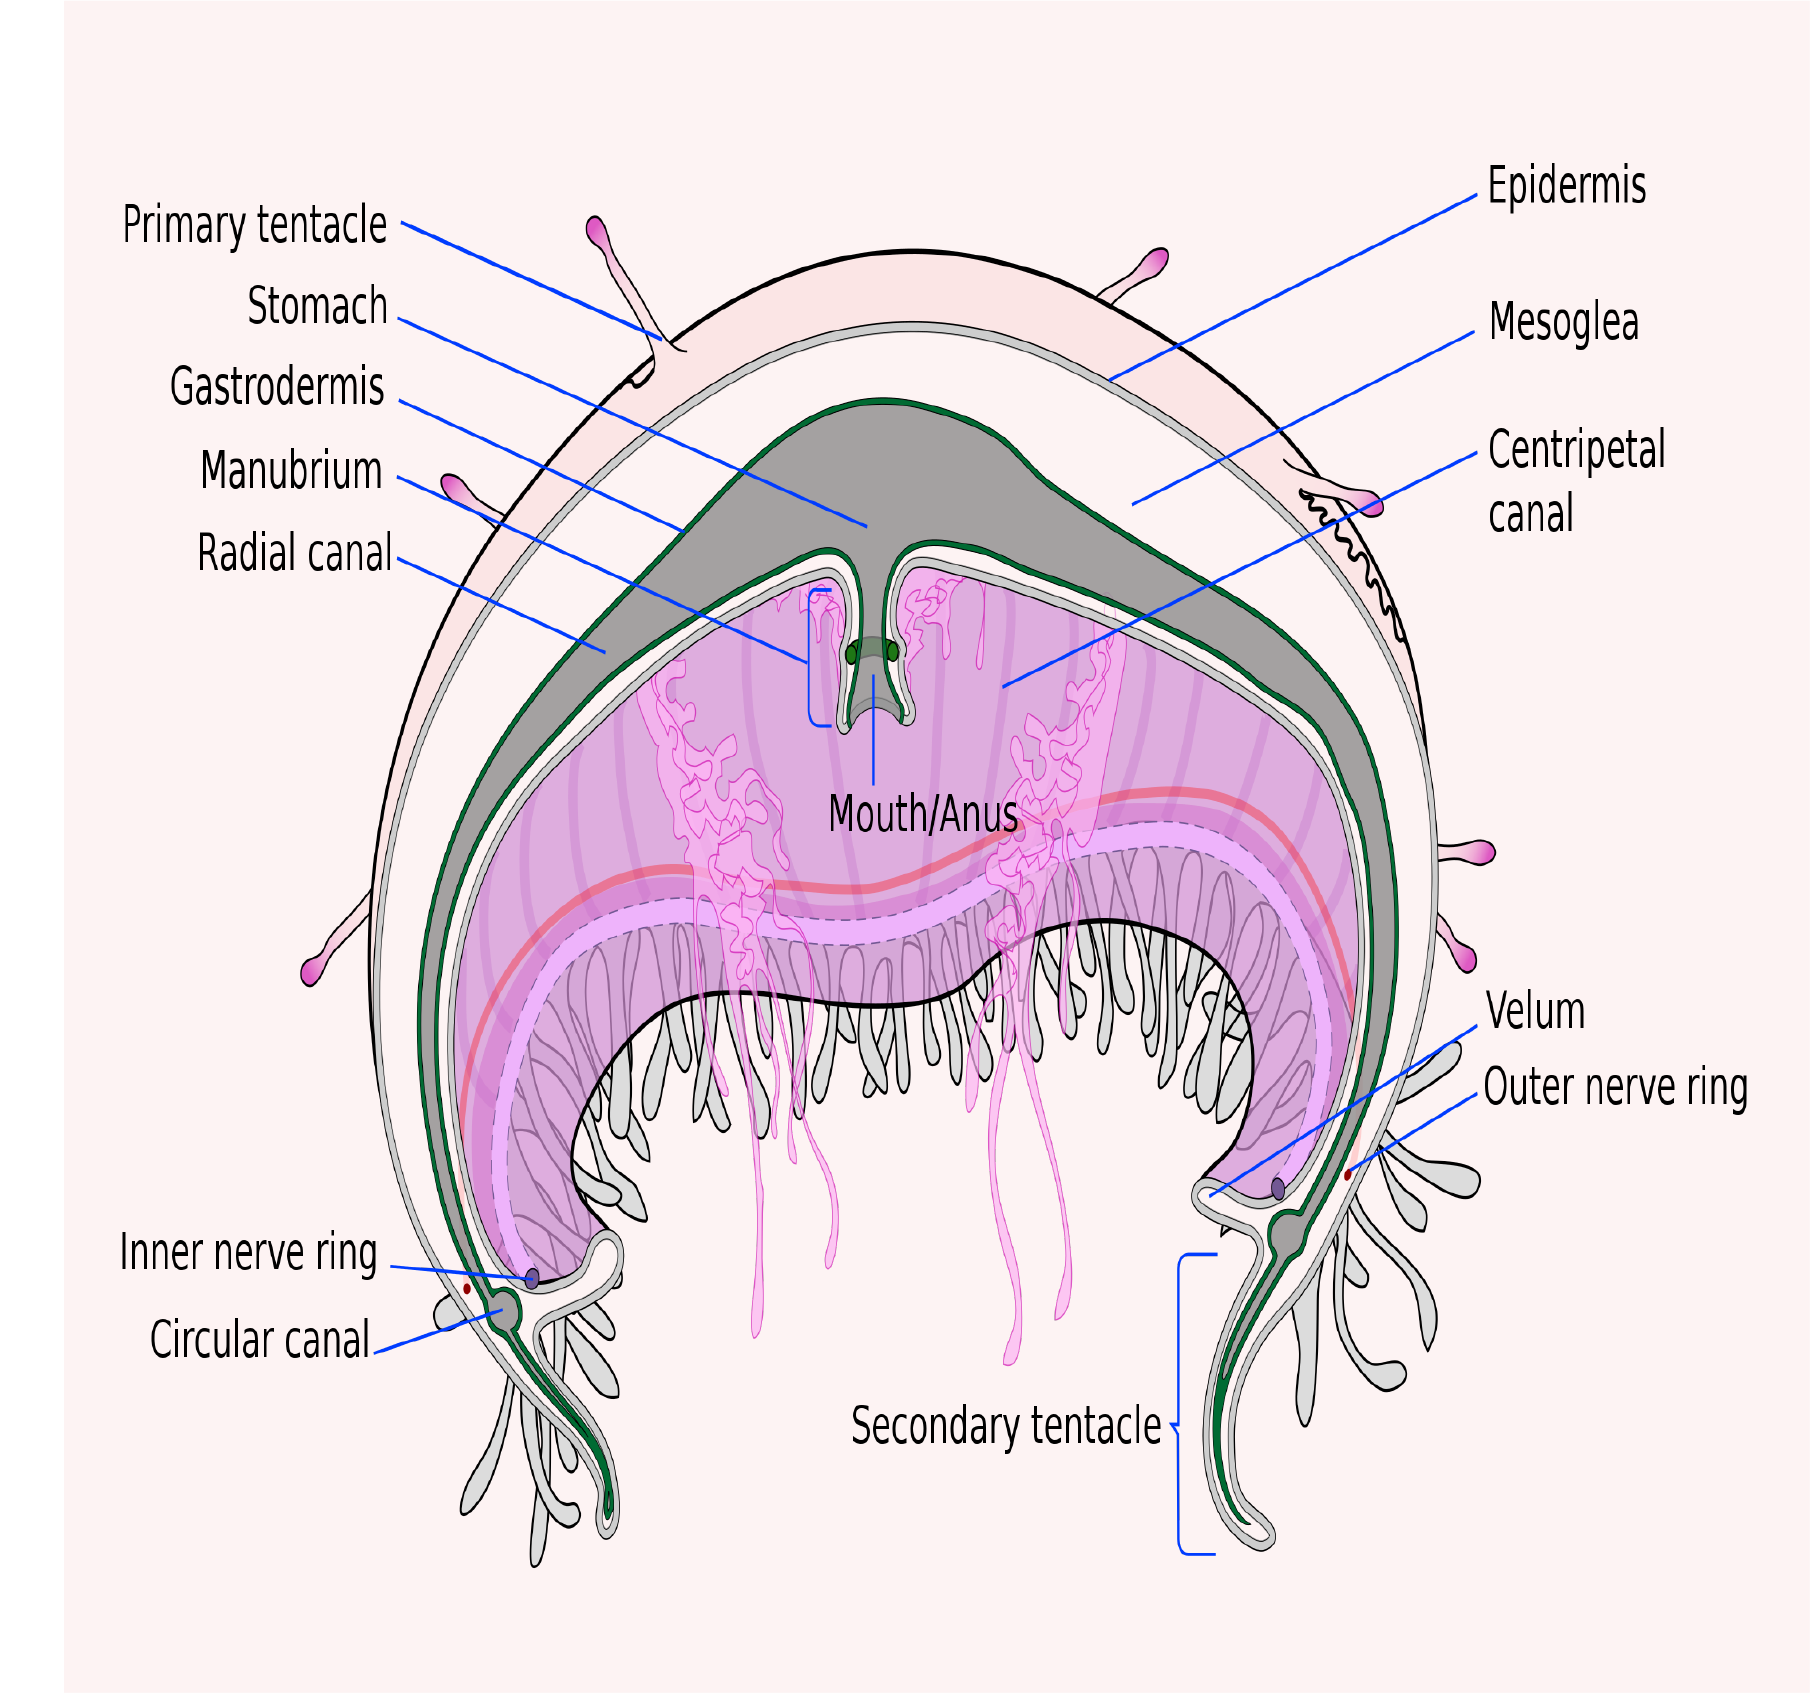 Primary tentacle
Stomach
Gastrodermis
Manubrium
Radial canal
Epidermis
Mesoglea
Centripetal
canal
Mouth/Anus
Velum
Outer nerve ring
Inner nerve ring
Circular canal
Secondary tentacle